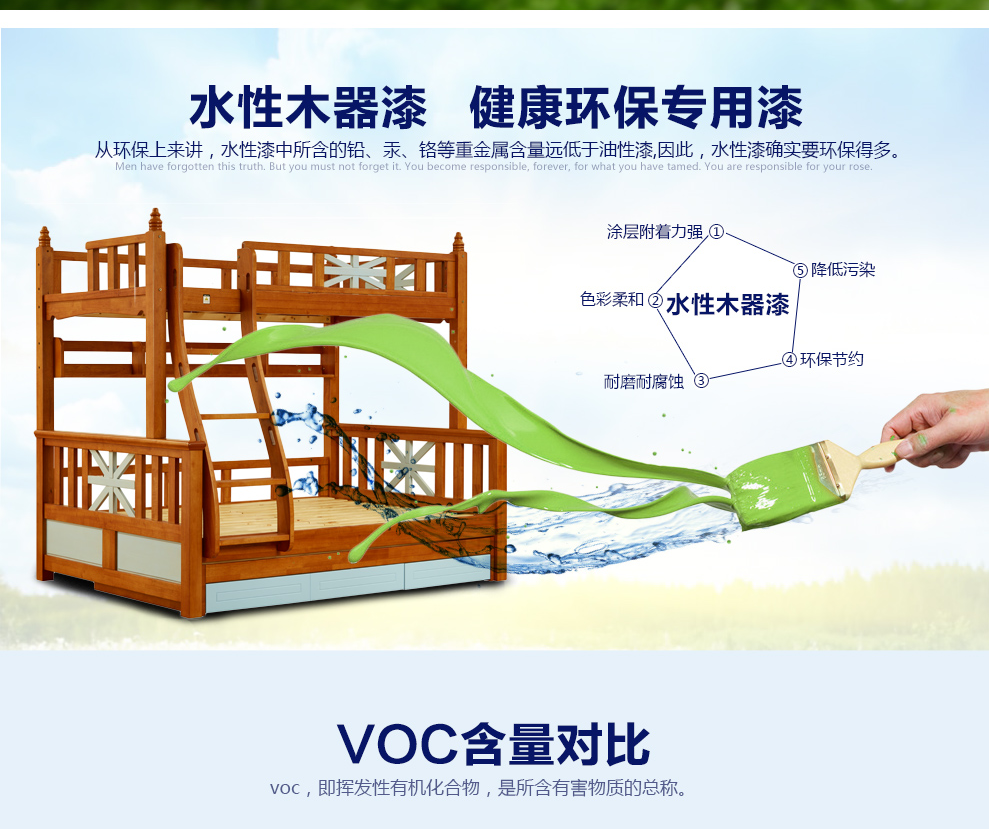 水性木器漆 健康环保专用漆
从环保上来讲，水性漆中所含的铅、汞、铬等重金属含量远低于油性漆,因此，水性漆确实要环保得多。
Men have forgotten this truth. But you must not forget it. You become responsible, forever, for what you have tamed. You are responsible for your rose.
涂层附着力强 ①
⑤ 降低污染
色彩柔和 ② 水性木器漆
④ 环保节约
耐磨耐腐蚀 ③
VOC含量对比
voc，即挥发性有机化合物，是所含有害物质的总称。